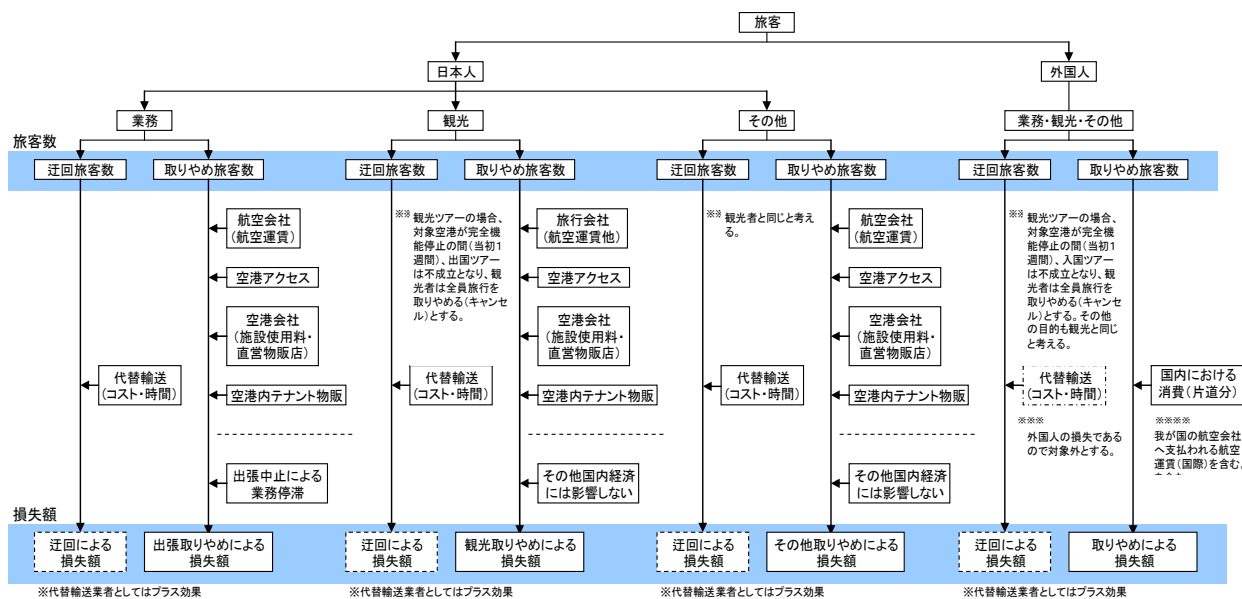 旅客
日本人
外国人
業務
観光
その他
業務・観光・その他
旅客数
迂回旅客数
取りやめ旅客数
迂回旅客数
取りやめ旅客数
迂回旅客数
取りやめ旅客数
迂回旅客数
取りやめ旅客数
航空会社
(航空運賃)
空港アクセス
空港会社
(施設使用料・
直営物販店)
代替輸送
(コスト・時間)
空港内テナント物販
出張中止による
業務停滞
※※ 観光ツアーの場合、
対象空港が完全機
能停止の間(当初1
週間)、出国ツアー
は不成立となり、観
光者は全員旅行を
取りやめる(キャンセ
ル)とする。
旅行会社
(航空運賃他)
空港アクセス
空港会社
(施設使用料・
直営物販店)
代替輸送
(コスト・時間)
空港内テナント物販
その他国内経済
には影響しない
※※ 観光者と同じと考え
る。
航空会社
(航空運賃)
空港アクセス
空港会社
(施設使用料・
直営物販店)
代替輸送
(コスト・時間)
空港内テナント物販
その他国内経済
には影響しない
※※ 観光ツアーの場合、
対象空港が完全機
能停止の間(当初1
週間)、入国ツアー
は不成立となり、観
光者は全員旅行を
取りやめる(キャンセ
ル)とする。その他
の目的も観光と同じ
と考える。
代替輸送
(コスト・時間)
※※※
外国人の損失である
ので対象外とする。
国内における
消費(片道分)
※※※※
我が国の航空会社
へ支払われる航空
運賃(国際)を含む。
損失額
迂回による
損失額
出張取りやめによる
損失額
迂回による
損失額
観光取りやめによる
損失額
迂回による
損失額
その他取りやめによる
損失額
迂回による
損失額
取りやめによる
損失額
※代替輸送業者としてはプラス効果
※代替輸送業者としてはプラス効果
※代替輸送業者としてはプラス効果
※代替輸送業者としてはプラス効果